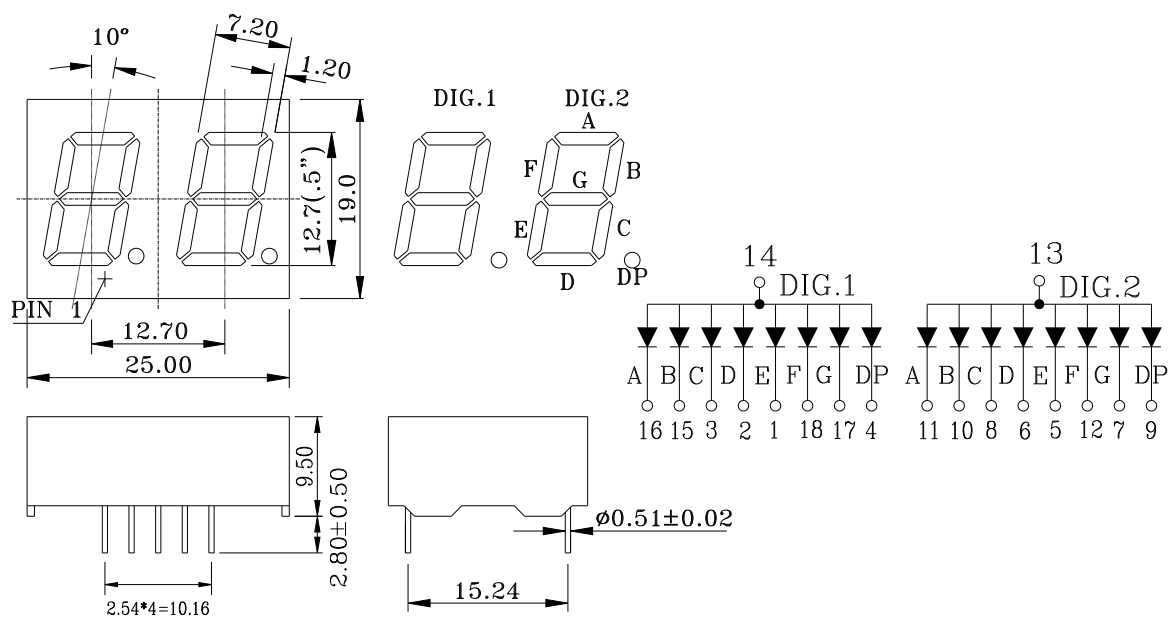 10°
7.20
1.20
DIG.1
DIG.2
A
F
B
G
E
C
D
DP
12.7(.5")
19.0
PIN 1
12.70
25.00
14
DIG.1
13
DIG.2
A B C D E F G DP
A B C D E F G DP
16 15 3 2 1 18 17 4
11 10 8 6 5 12 7 9
9.50
2.80±0.50
ø0.51±0.02
2.54*4=10.16
15.24